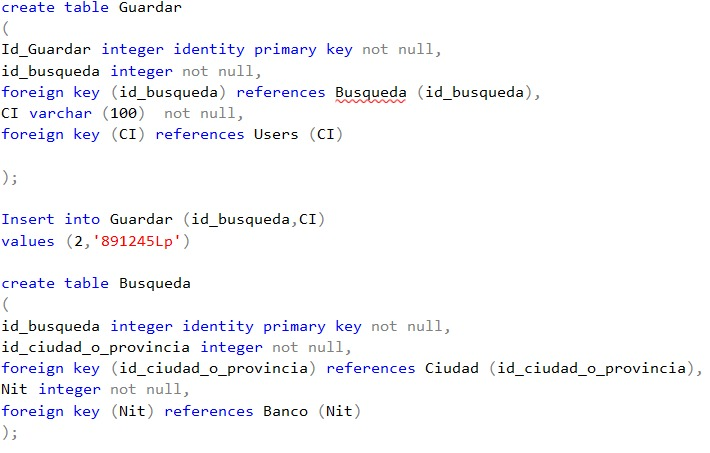 create table Guardar
(
Id_Guardar integer identity primary key not null,
id_busqueda integer not null,
foreign key (id_busqueda) references Busqueda (id_busqueda),
CI varchar (100)  not null,
foreign key (CI) references Users (CI)
);
Insert into Guardar (id_busqueda,CI)
values (2,'891245Lp')
create table Busqueda
(
id_busqueda integer identity primary key not null,
id_ciudad_o_provincia integer not null,
foreign key (id_ciudad_o_provincia) references Ciudad (id_ciudad_o_provincia),
Nit integer not null,
foreign key (Nit) references Banco (Nit)
);